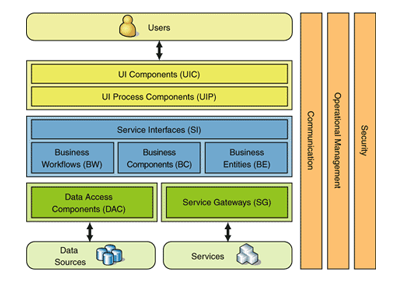 Users
UI Components (UIC)
UI Process Components (UIP)
Service Interfaces (SI)
Business
Workflows (BW)
Business
Components (BC)
Business
Entities (BE)
Data Access
Components (DAC)
Service Gateways (SG)
Data
Sources
Services
Communication
Operational Management
Security